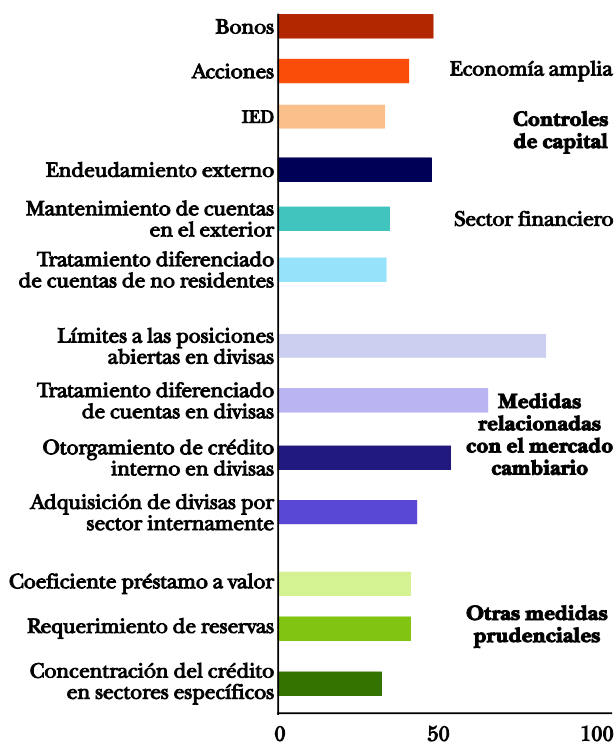 Bonos
Acciones
Economía amplia
IED
Controles
de capital
Endeudamiento externo
Mantenimiento de cuentas
en el exterior
Sector financiero
Tratamiento diferenciado
de cuentas de no residentes
Límites a las posiciones
abiertas en divisas
Tratamiento diferenciado
de cuentas en divisas
Medidas
relacionadas
con el mercado
cambiario
Otorgamiento de crédito
interno en divisas
Adquisición de divisas por
sector internamente
Coeficiente préstamo a valor
Requerimiento de reservas
Otras medidas
prudenciales
Concentración del crédito
en sectores específicos
0 50 100